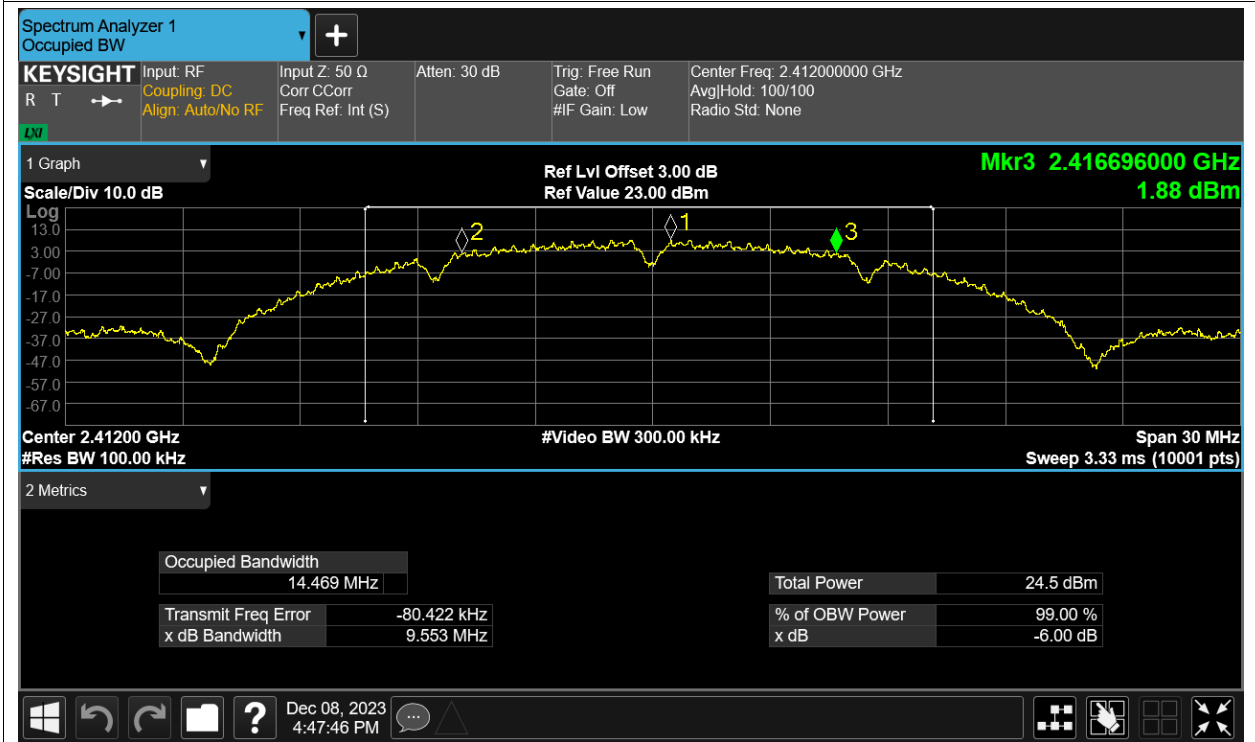 Spectrum Analyzer 1
Occupied BW
+
KEYSIGHT Input: RF Input Z: 50 Ω Atten: 30 dB Trig: Free Run Center Freq: 2.412000000 GHz
R T Coupling: DC Corr CCorr Gate: Off Avg|Hold: 100/100
Align: Auto/No RF Freq Ref: Int (S) #IF Gain: Low Radio Std: None
LXI
1 Graph Ref Lvl Offset 3.00 dB Mkr3 2.416696000 GHz
Scale/Div 10.0 dB Ref Value 23.00 dBm 1.88 dBm
Log
13.0
3.00
-7.00
-17.0
-27.0
-37.0
-47.0
-57.0
-67.0
2 1 3
Center 2.41200 GHz #Video BW 300.00 kHz Span 30 MHz
#Res BW 100.00 kHz Sweep 3.33 ms (10001 pts)
2 Metrics
Occupied Bandwidth
14.469 MHz Total Power 24.5 dBm
Transmit Freq Error -80.422 kHz % of OBW Power 99.00 %
x dB Bandwidth 9.553 MHz x dB -6.00 dB
? Dec 08, 2023
4:47:46 PM